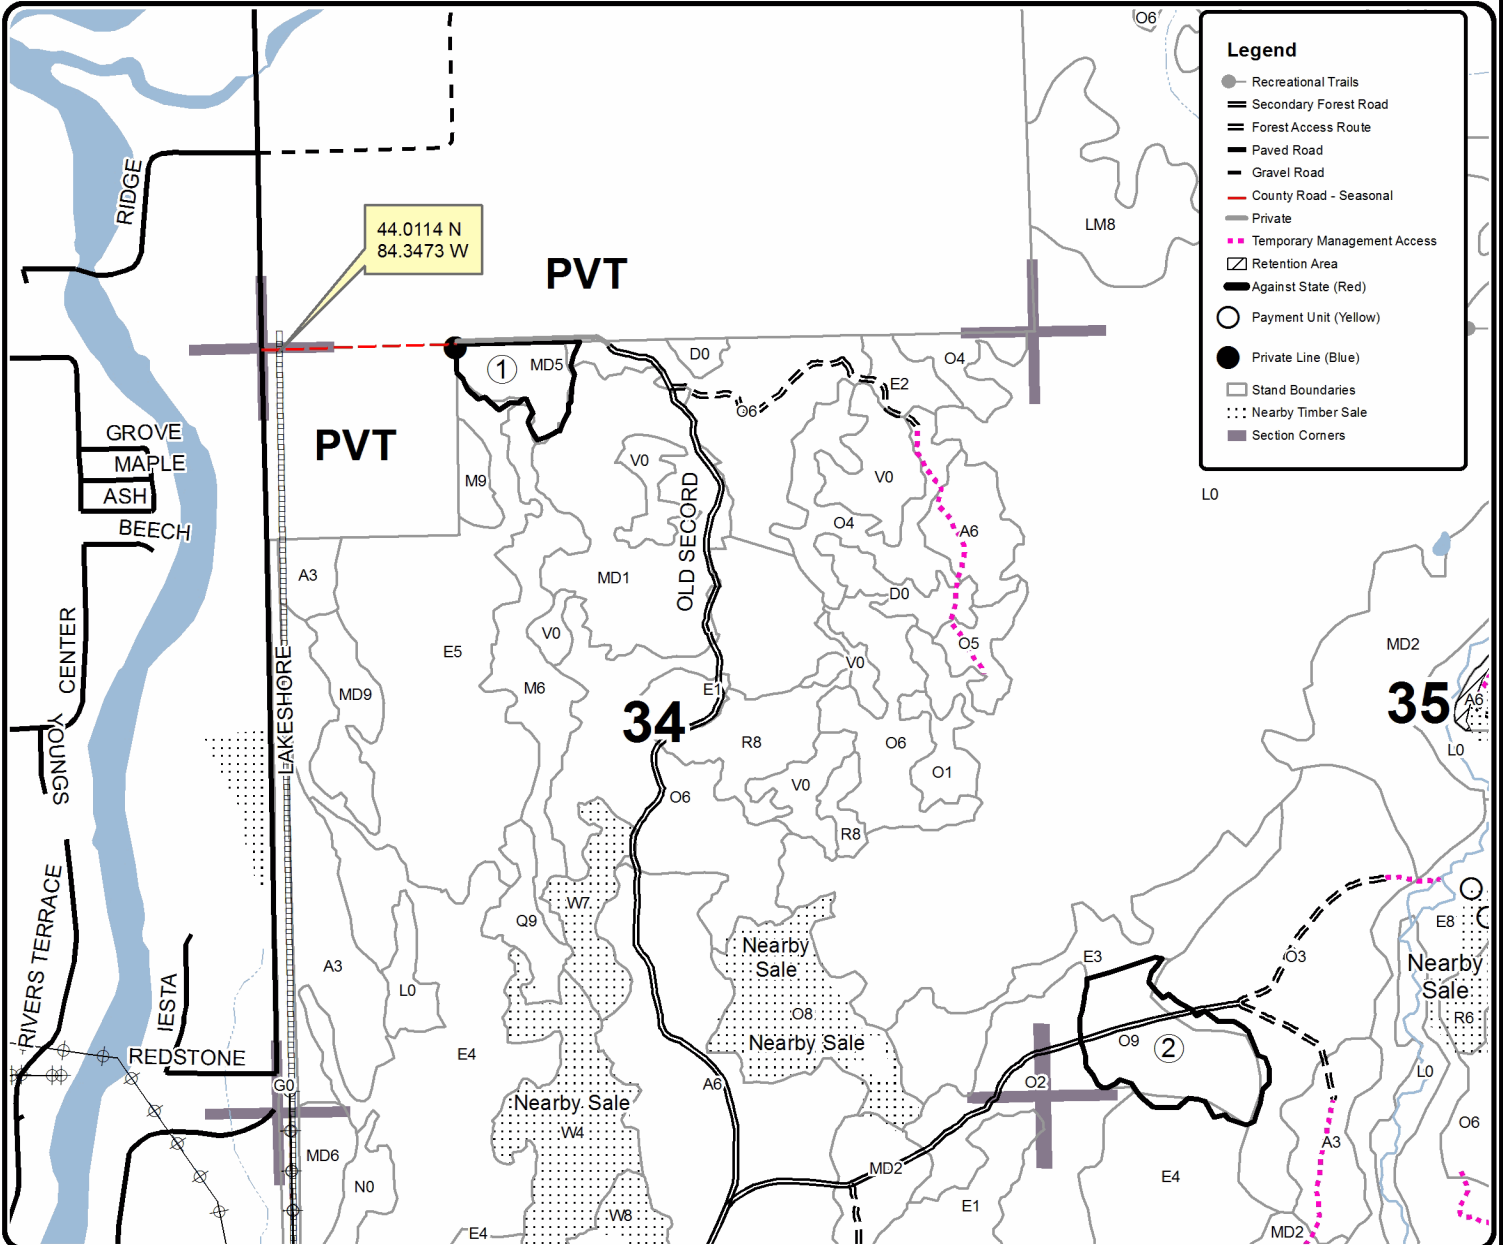 O6
Legend
Recreational Trails
Secondary Forest Road
Forest Access Route
Paved Road
Gravel Road
County Road - Seasonal
Private
Temporary Management Access
Retention Area
Against State (Red)
Payment Unit (Yellow)
Private Line (Blue)
Stand Boundaries
Nearby Timber Sale
Section Corners
RIDGE
44.0114 N
84.3473 W
LM8
PVT
1
MD5
D0
O4
E2
O6
PVT
GROVE
MAPLE
ASH
BEECH
M9
V0
V0
OLD SECOND
L0
O4
A6
A3
MD1
D0
CENTER
V0
E5
O5
MD2
V0
MD9
M6
E1
34
35
A6
LAKESHORE
YOUNGS
R8
O6
L0
O1
V0
O6
R8
RIVERS TERRACE
W7
Q9
E8
Nearby
Sale
E3
O3
A3
Nearby
Sale
L0
IESTA
O8
R6
Nearby Sale
O9
2
REDSTONE
E4
G0
A6
O2
L0
Nearby Sale
W4
O6
MD6
A3
MD2
E4
N0
E1
W8
E4
MD2